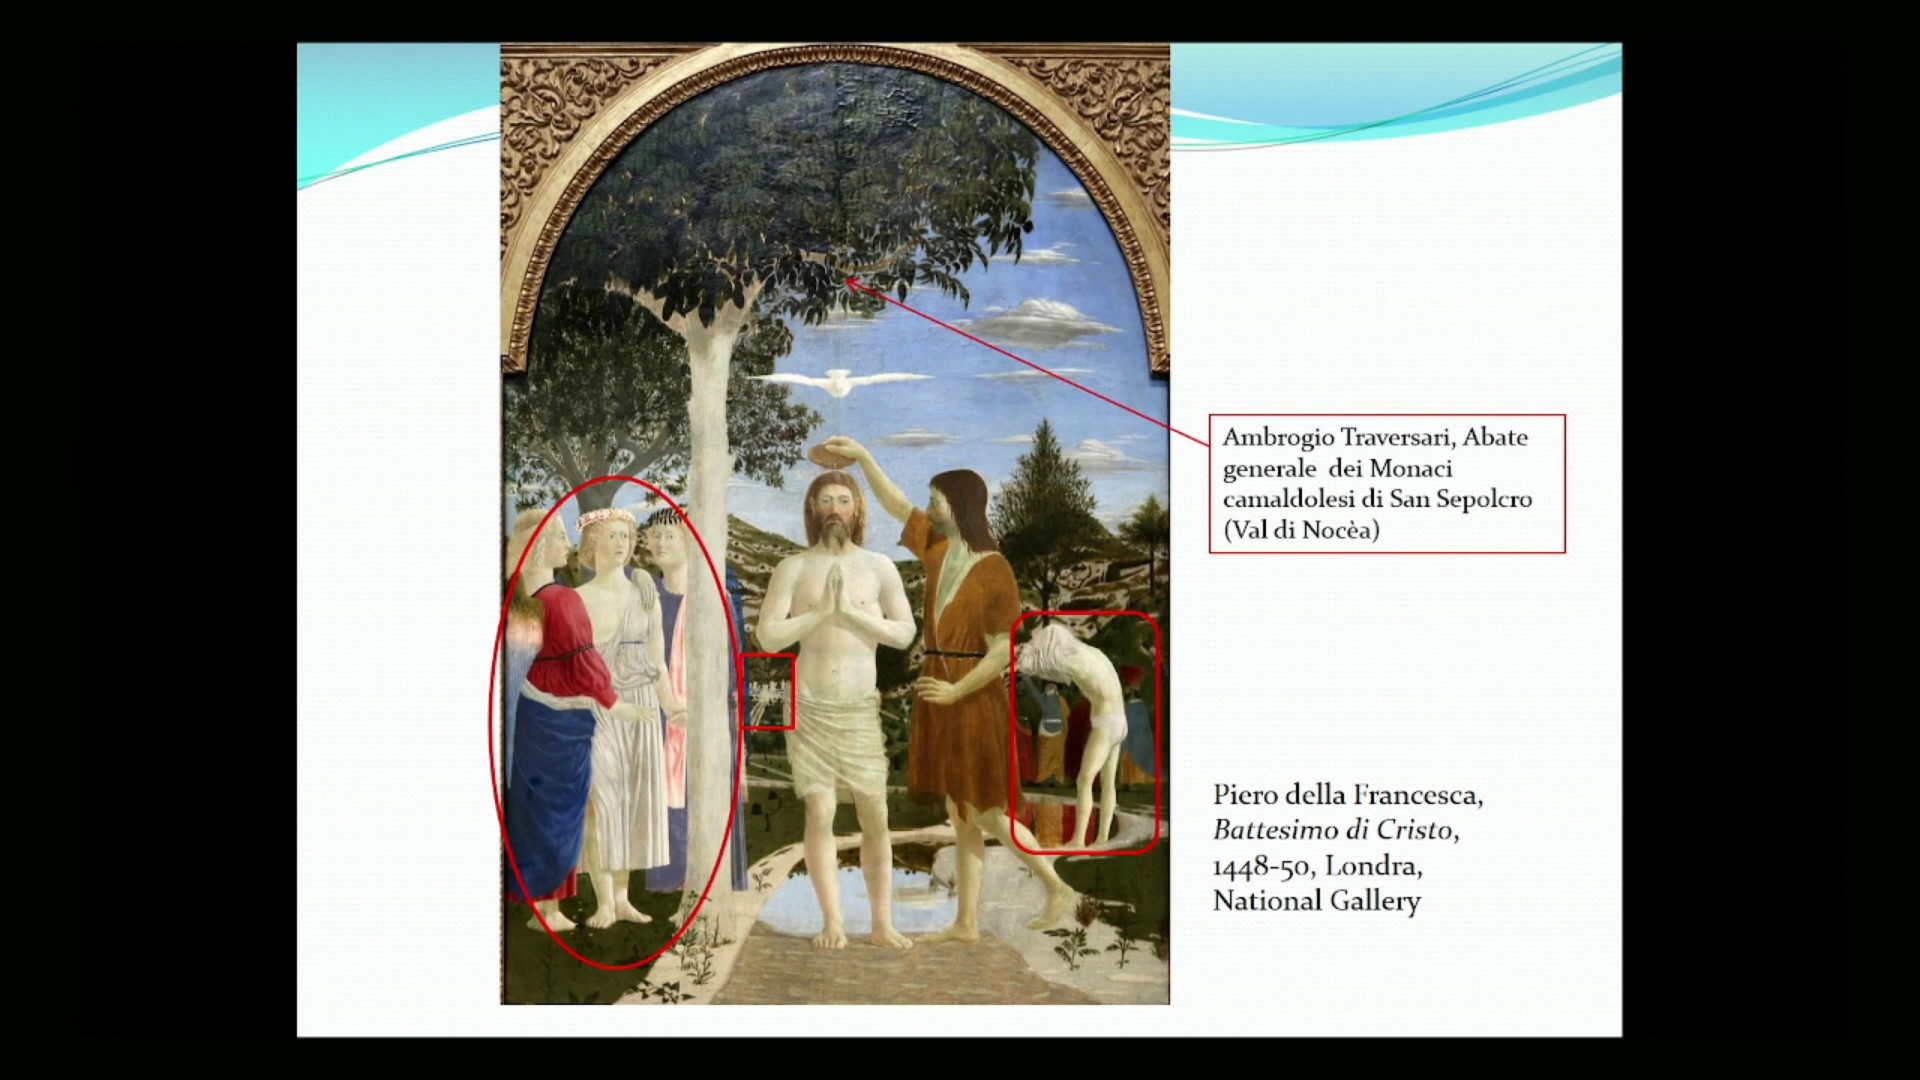 Ambrogio Traversari, Abate
generale dei Monaci
camaldolesi di San Sepolcro
(Val di Nocèa)
Piero della Francesca,
Battesimo di Cristo,
1448-50, Londra,
National Gallery